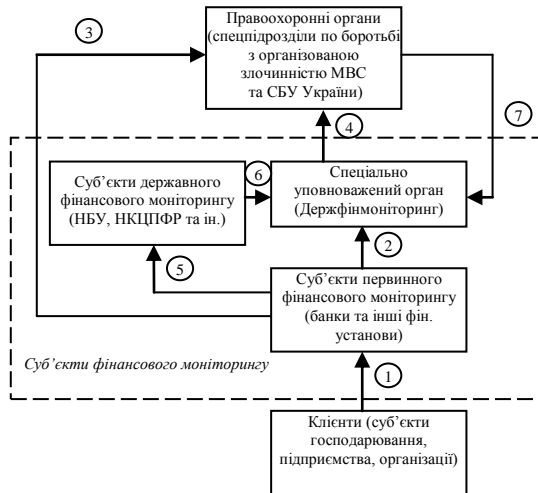 Правоохоронні органи
(спецпідрозділи по боротьбі
з організованою
злочинністю МВС
та СБУ України)
3
7
4
Суб’єкти державного
фінансового моніторингу
(НБУ, НКЦПФР та ін.)
6
Спеціально
уповноважений орган
(Держфінмоніторинг)
2
5
Суб’єкти первинного
фінансового моніторингу
(банки та інші фін.
установи)
Суб’єкти фінансового моніторингу
1
Клієнти (суб’єкти
господарювання,
підприємства, організації)